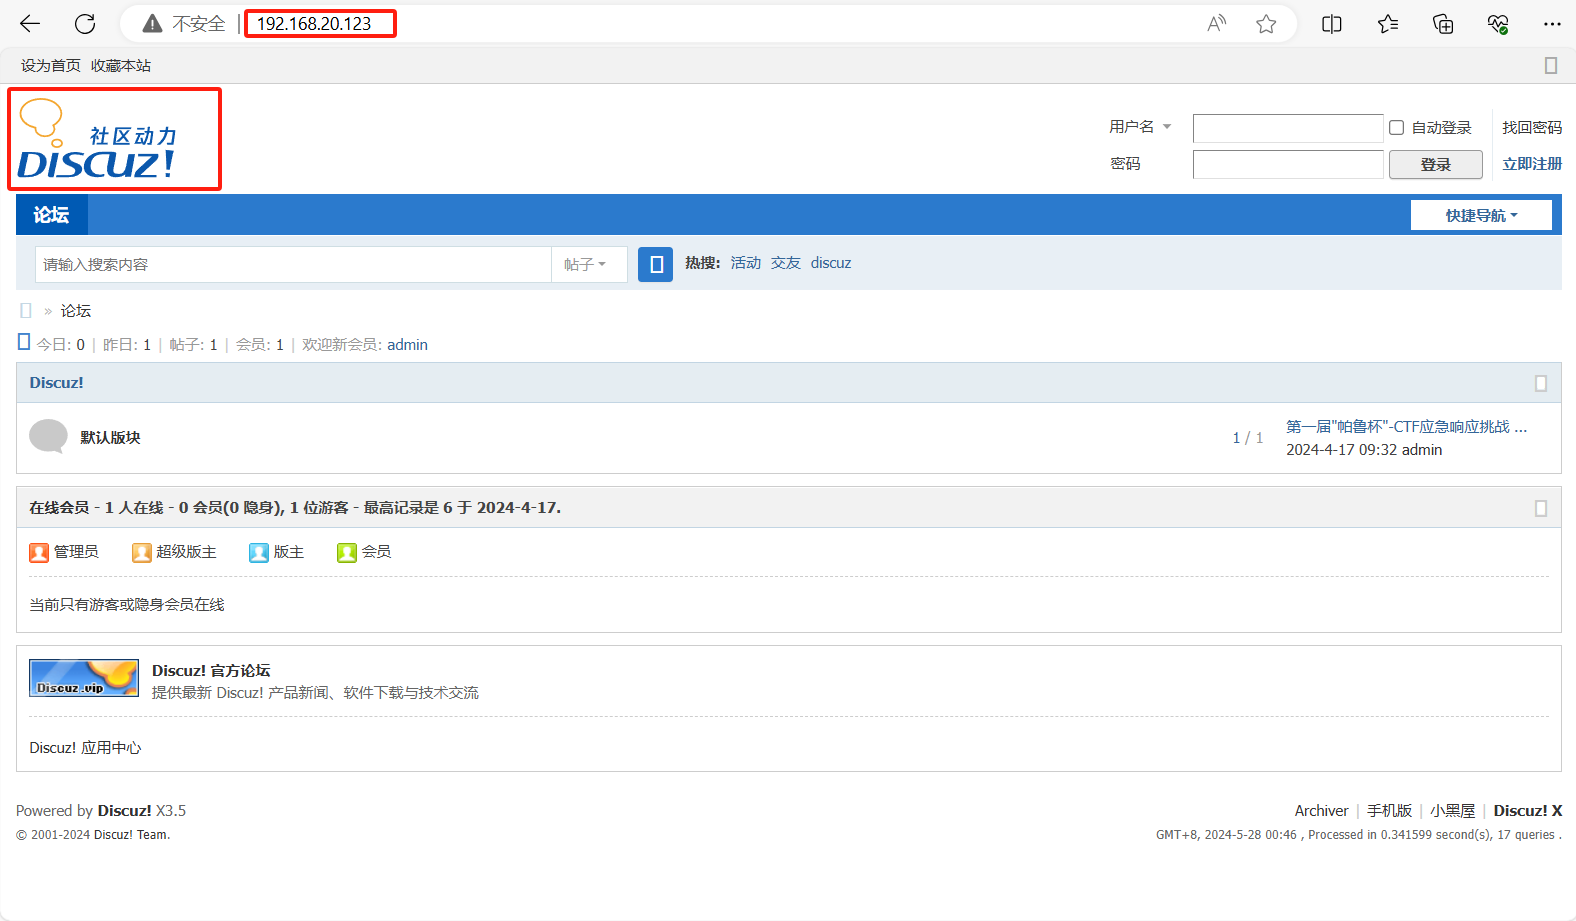 不安全 192.168.20.123
设为首页 收藏本站
社区动力
DISCUZ!
用户名 自动登录 找回密码
密码 登录 立即注册
论坛 快捷导航
请输入搜索内容 帖子 热搜: 活动 交友 discuz
» 论坛
今日: 0 | 昨日: 1 | 帖子: 1 | 会员: 1 | 欢迎新会员: admin
Discuz!
默认版块 1 / 1 第一届"帕鲁杯"-CTF应急响应挑战 ...
2024-4-17 09:32 admin
在线会员 - 1 人在线 - 0 会员(0 隐身), 1 位游客 - 最高记录是 6 于 2024-4-17.
管理员 超级版主 版主 会员
当前只有游客或隐身会员在线
Discuz.vip
Discuz! 官方论坛
提供最新 Discuz! 产品新闻、软件下载与技术交流
Discuz! 应用中心
Powered by Discuz! X3.5 Archiver | 手机版 | 小黑屋 | Discuz! X
© 2001-2024 Discuz! Team. GMT+8, 2024-5-28 00:46 , Processed in 0.341599 second(s), 17 queries .